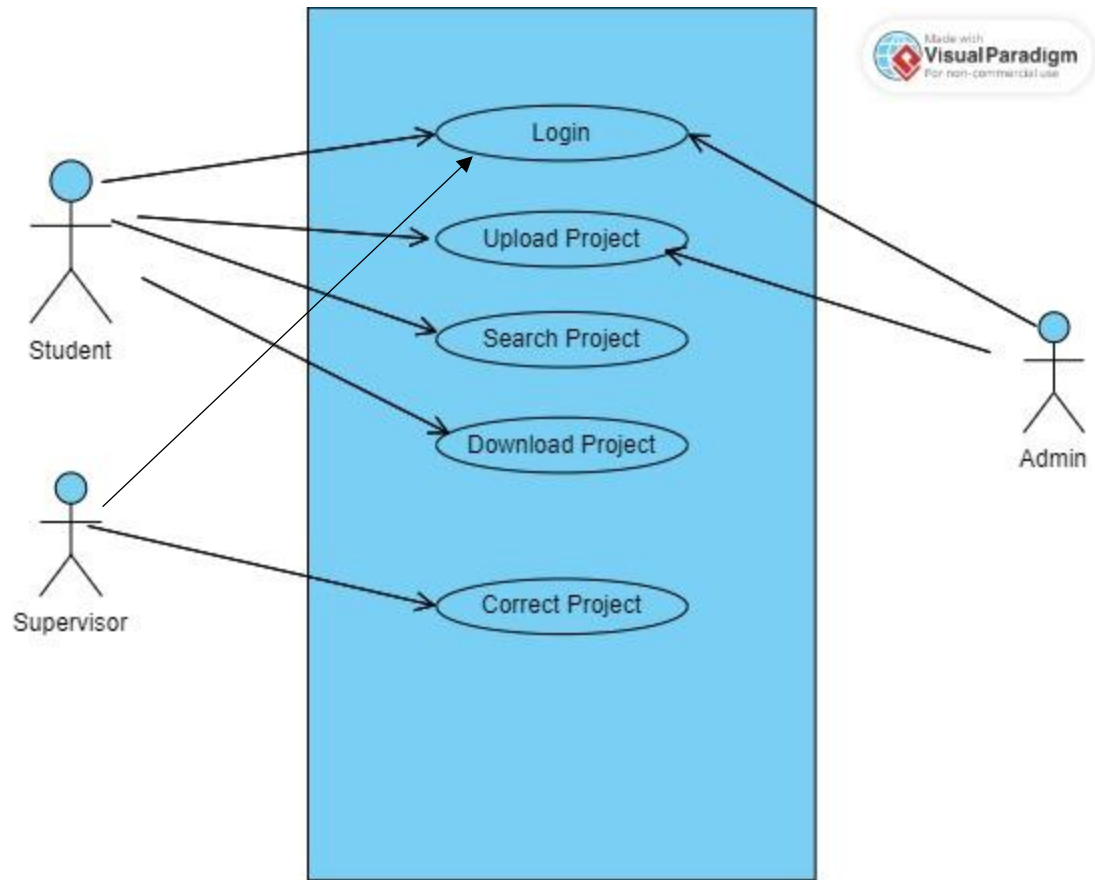 Made with
Visual Paradigm
For non-commercial use
Login
Upload Project
Search Project
Student
Download Project
Admin
Correct Project
Supervisor